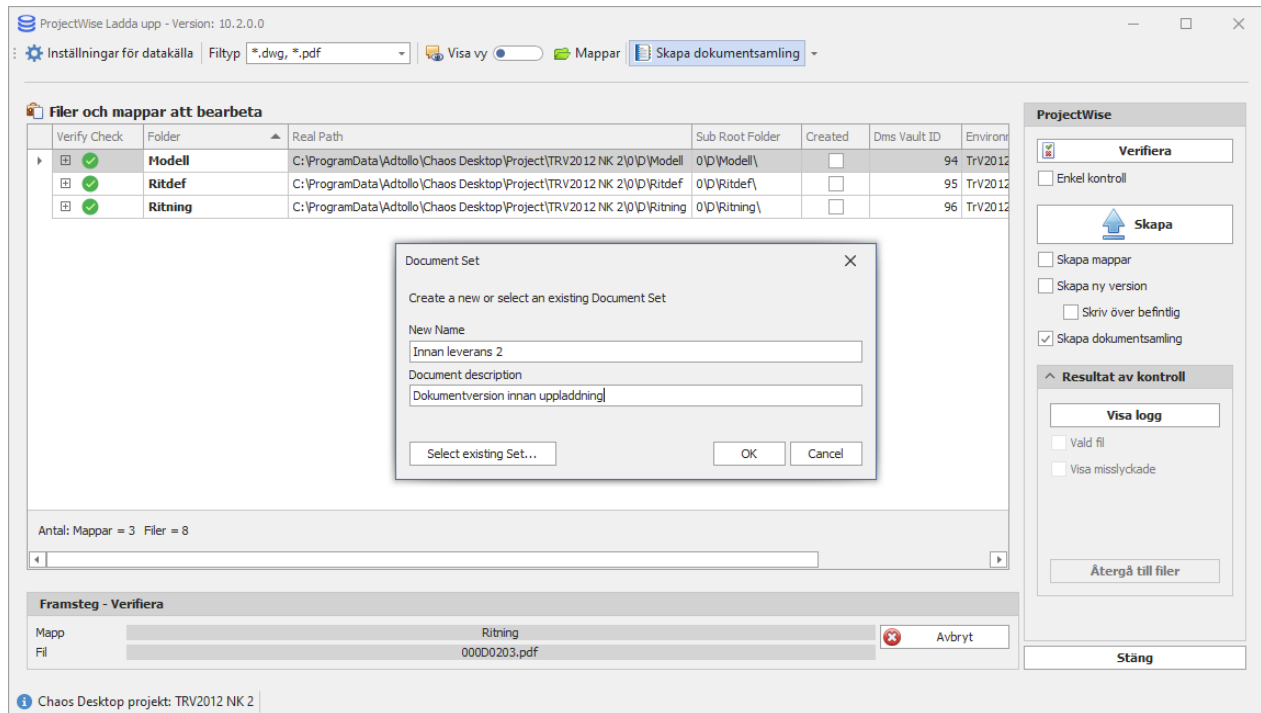 ProjectWise Ladda upp - Version: 10.2.0.0
Inställningar för datakälla Filtyp *.dwg, *.pdf Visa vy Mappar Skapa dokumentsamling
Filer och mappar att bearbeta
Verify Check Folder Real Path Sub Root Folder Created Dms Vault ID Environm
Modell C:\ProgramData\Adtollo\Chaos Desktop\Project\TRV2012 NK 2\0\D\Modell 0\D\Modell\ 94 TrV2012
Ritdef C:\ProgramData\Adtollo\Chaos Desktop\Project\TRV2012 NK 2\0\D\Ritdef 0\D\Ritdef\ 95 TrV2012
Ritning C:\ProgramData\Adtollo\Chaos Desktop\Project\TRV2012 NK 2\0\D\Ritning 0\D\Ritning\ 96 TrV2012
Document Set
Create a new or select an existing Document Set
New Name
Innan leverans 2
Document description
Dokumentversion innan uppladdning
Select existing Set... OK Cancel
Antal: Mappar = 3 Filer = 8
Framsteg - Verifiera
Mapp Ritning
Fil 000D0203.pdf
Avbryt
ProjectWise
Verifiera
Enkel kontroll
Skapa
Skapa mappar
Skapa ny version
Skriv över befintlig
Skapa dokumentsamling
Resultat av kontroll
Visa logg
Vald fil
Visa misslyckade
Återgå till filer
Stäng
Chaos Desktop projekt: TRV2012 NK 2